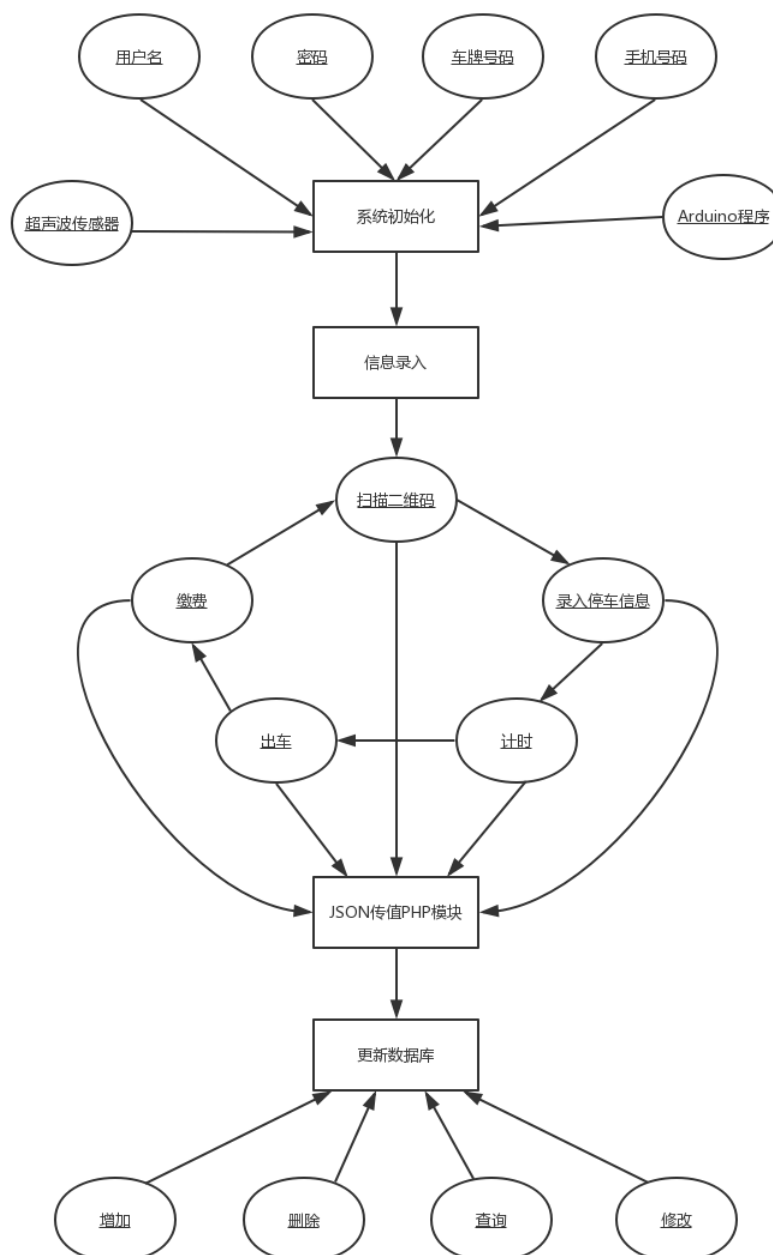 用户名
密码
车牌号码
手机号码
超声波传感器
系统初始化
Arduino程序
信息录入
扫描二维码
缴费
录入停车信息
出车
计时
JSON传值PHP模块
更新数据库
增加
删除
查询
修改